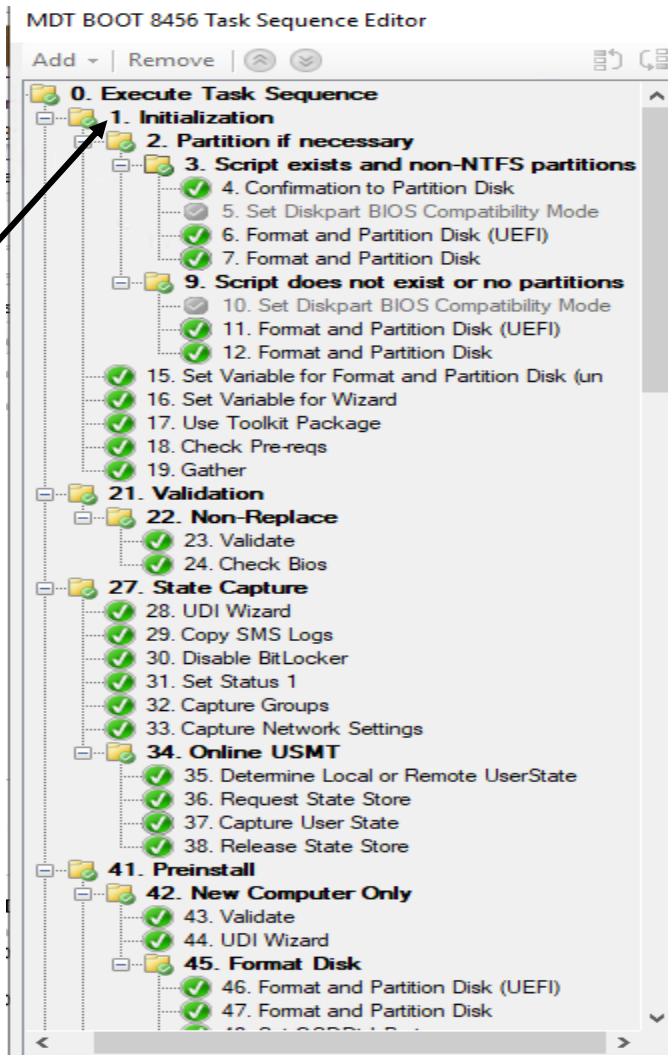 MDT BOOT 8456 Task Sequence Editor
Add | Remove |
0. Execute Task Sequence
1. Initialization
2. Partition if necessary
3. Script exists and non-NTFS partitions
4. Confirmation to Partition Disk
5. Set Diskpart BIOS Compatibility Mode
6. Format and Partition Disk (UEFI)
7. Format and Partition Disk
9. Script does not exist or no partitions
10. Set Diskpart BIOS Compatibility Mode
11. Format and Partition Disk (UEFI)
12. Format and Partition Disk
15. Set Variable for Format and Partition Disk (un
16. Set Variable for Wizard
17. Use Toolkit Package
18. Check Pre-reqs
19. Gather
21. Validation
22. Non-Replace
23. Validate
24. Check Bios
27. State Capture
28. UDI Wizard
29. Copy SMS Logs
30. Disable BitLocker
31. Set Status 1
32. Capture Groups
33. Capture Network Settings
34. Online USMT
35. Determine Local or Remote UserState
36. Request State Store
37. Capture User State
38. Release State Store
41. Preinstall
42. New Computer Only
43. Validate
44. UDI Wizard
45. Format Disk
46. Format and Partition Disk (UEFI)
47. Format and Partition Disk